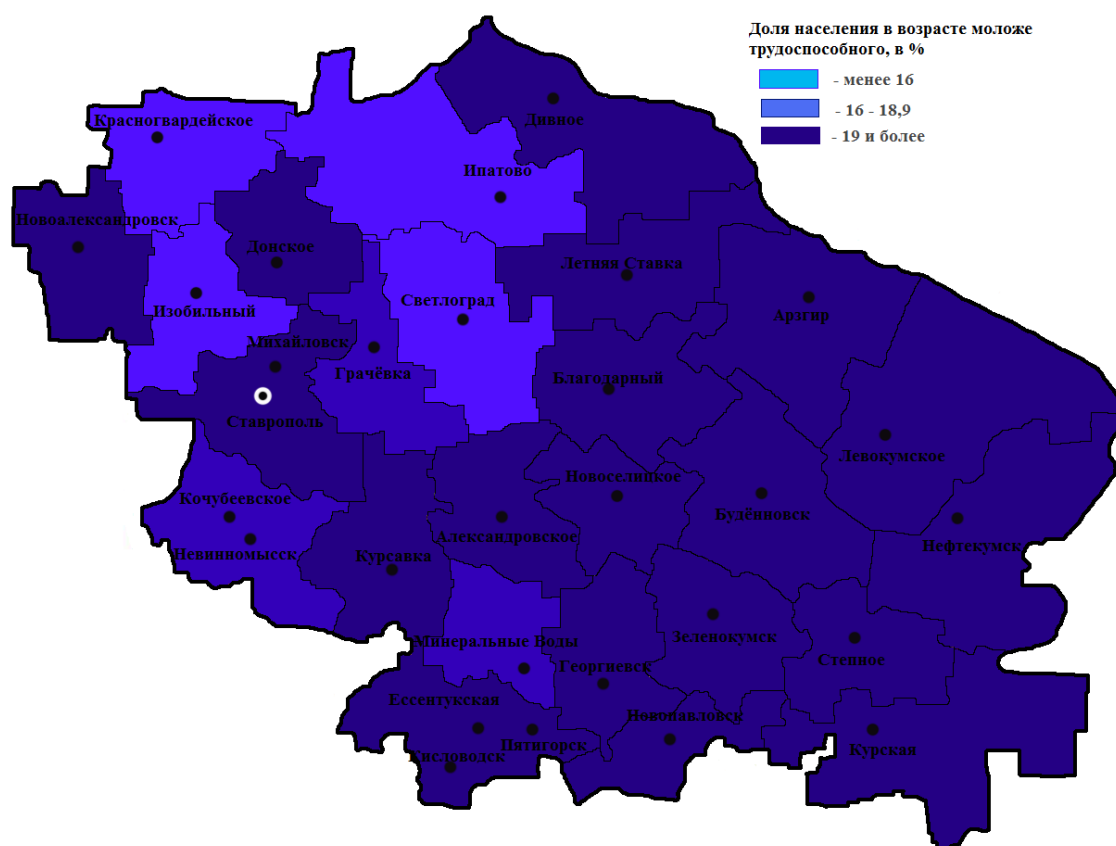 Доля населения в возрасте моложе
трудоспособного, в %
- менее 16
- 16 - 18,9
- 19 и более
Дивное
Красногвардейское
Ипатово
Новоалександровск
Донское
Летняя Ставка
Светлоград
Изобильный
Арзгир
Михайловск
Грачёвка
Благодарный
Ставрополь
Левокумское
Новоселицкое
Кочубеевское
Будённовск
Александровское
Нефтекумск
Невинномысск
Курсавка
Зеленокумск
Минеральные Воды
Степное
Георгиевск
Ессентукская
Новопавловск
Пятигорск
Курская
Кисловодск